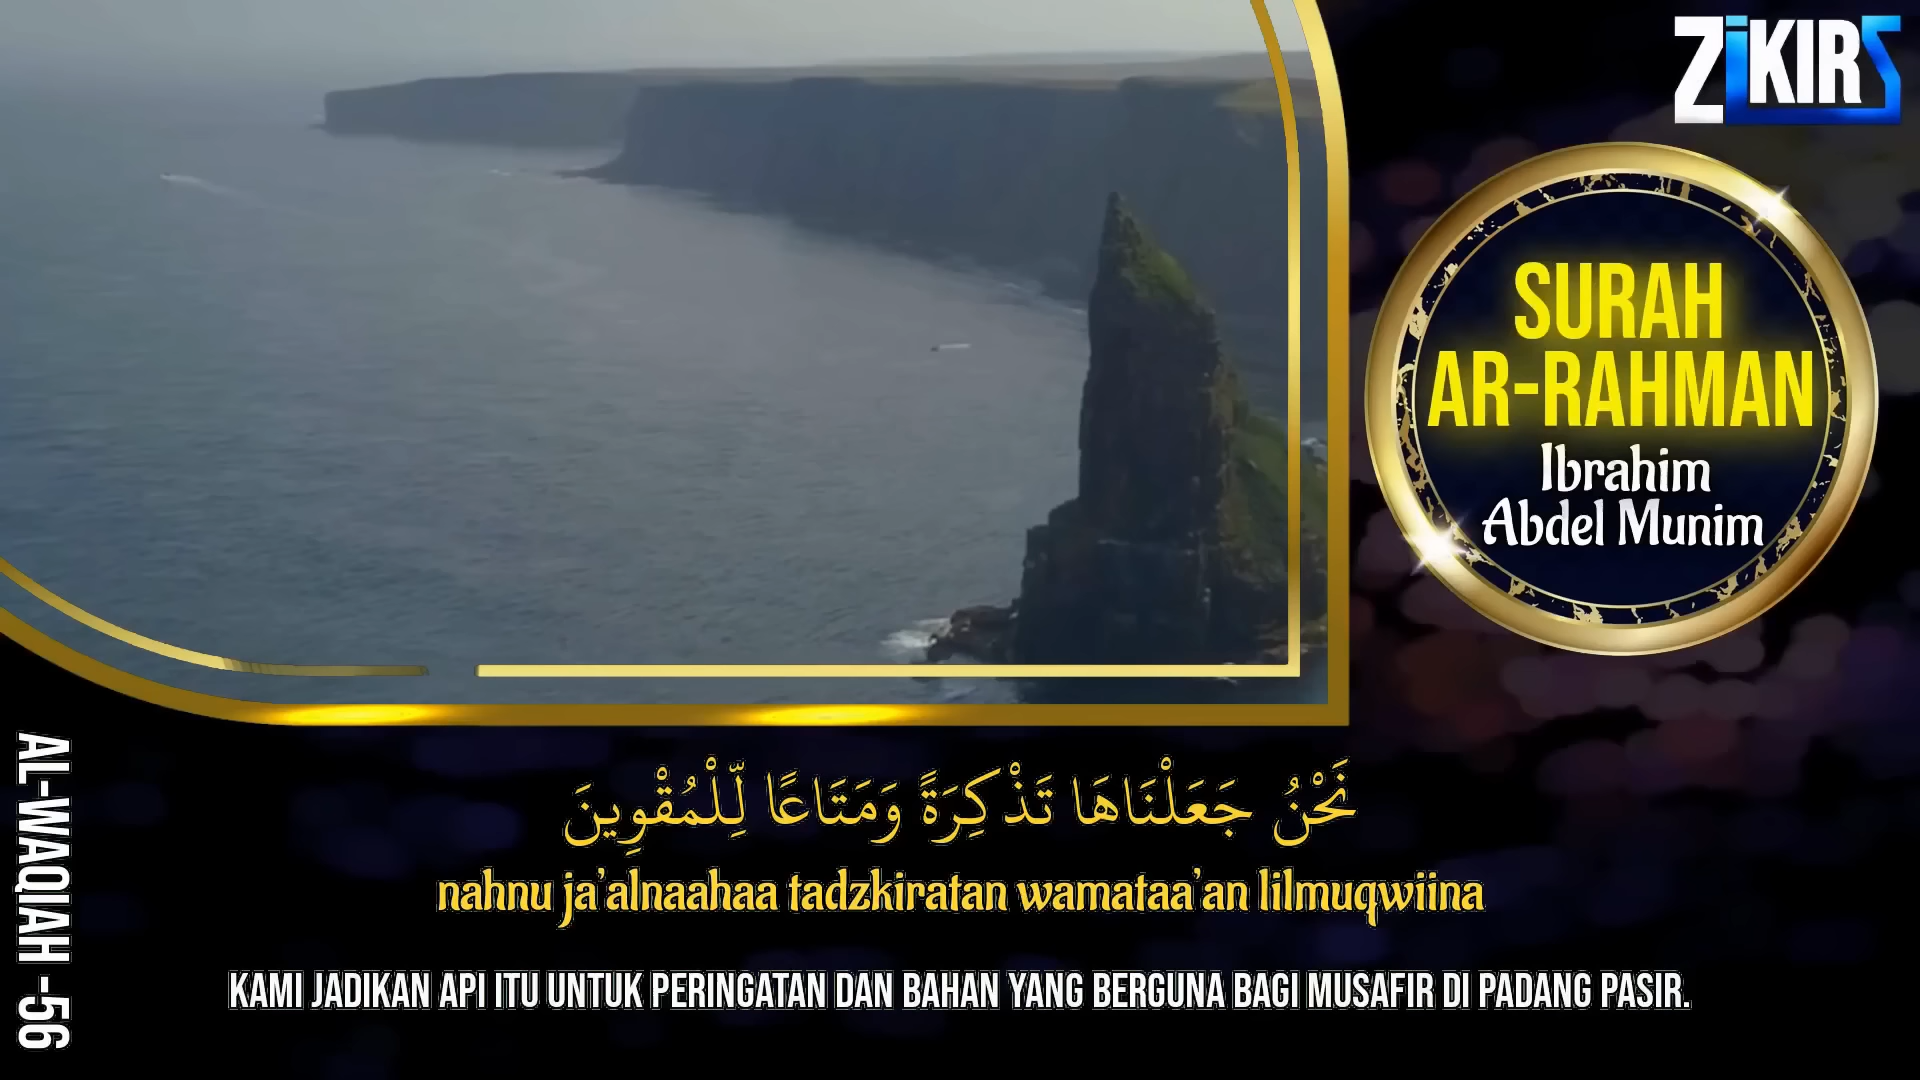 ZIKIRS
SURAH
AR-RAHMAN
Ibrahim
Abdel Munim
نَحْنُ جَعَلْنَاهَا تَذْكِرَةً وَمَتَاعًا لِّلْمُقْوِينَ
nahnu ja'alnaahaa tadzkiratan wamataa'an lilmuqwiina
KAMI JADIKAN API ITU UNTUK PERINGATAN DAN BAHAN YANG BERGUNA BAGI MUSAFIR DI PADANG PASIR.
AL-WAQIAH -56